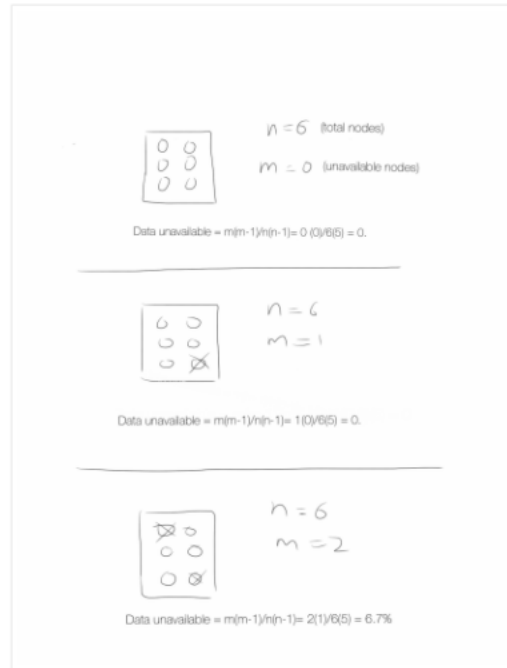 n = 6 (total nodes)
m = 0 (unavailable nodes)
Data unavailable = m(m-1)/n(n-1)= 0 (0)/6(5) = 0.
n = 6
m = 1
Data unavailable = m(m-1)/n(n-1)= 1(0)/6(5) = 0.
n = 6
m = 2
Data unavailable = m(m-1)/n(n-1)= 2(1)/6(5) = 6.7%